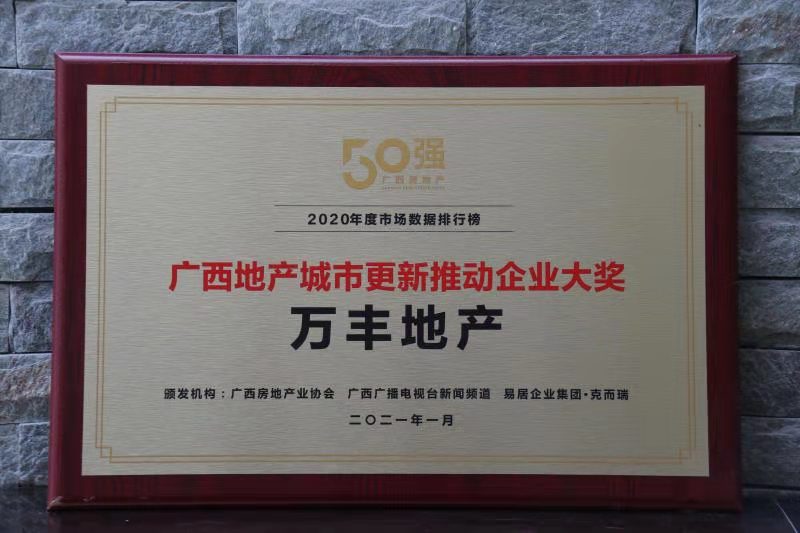 50强
广西房地产
2020年度市场数据排行榜
广西地产城市更新推动企业大奖
万丰地产
颁发机构：广西房地产业协会 广西广播电视台新闻频道 易居企业集团·克而瑞
二〇二一年一月